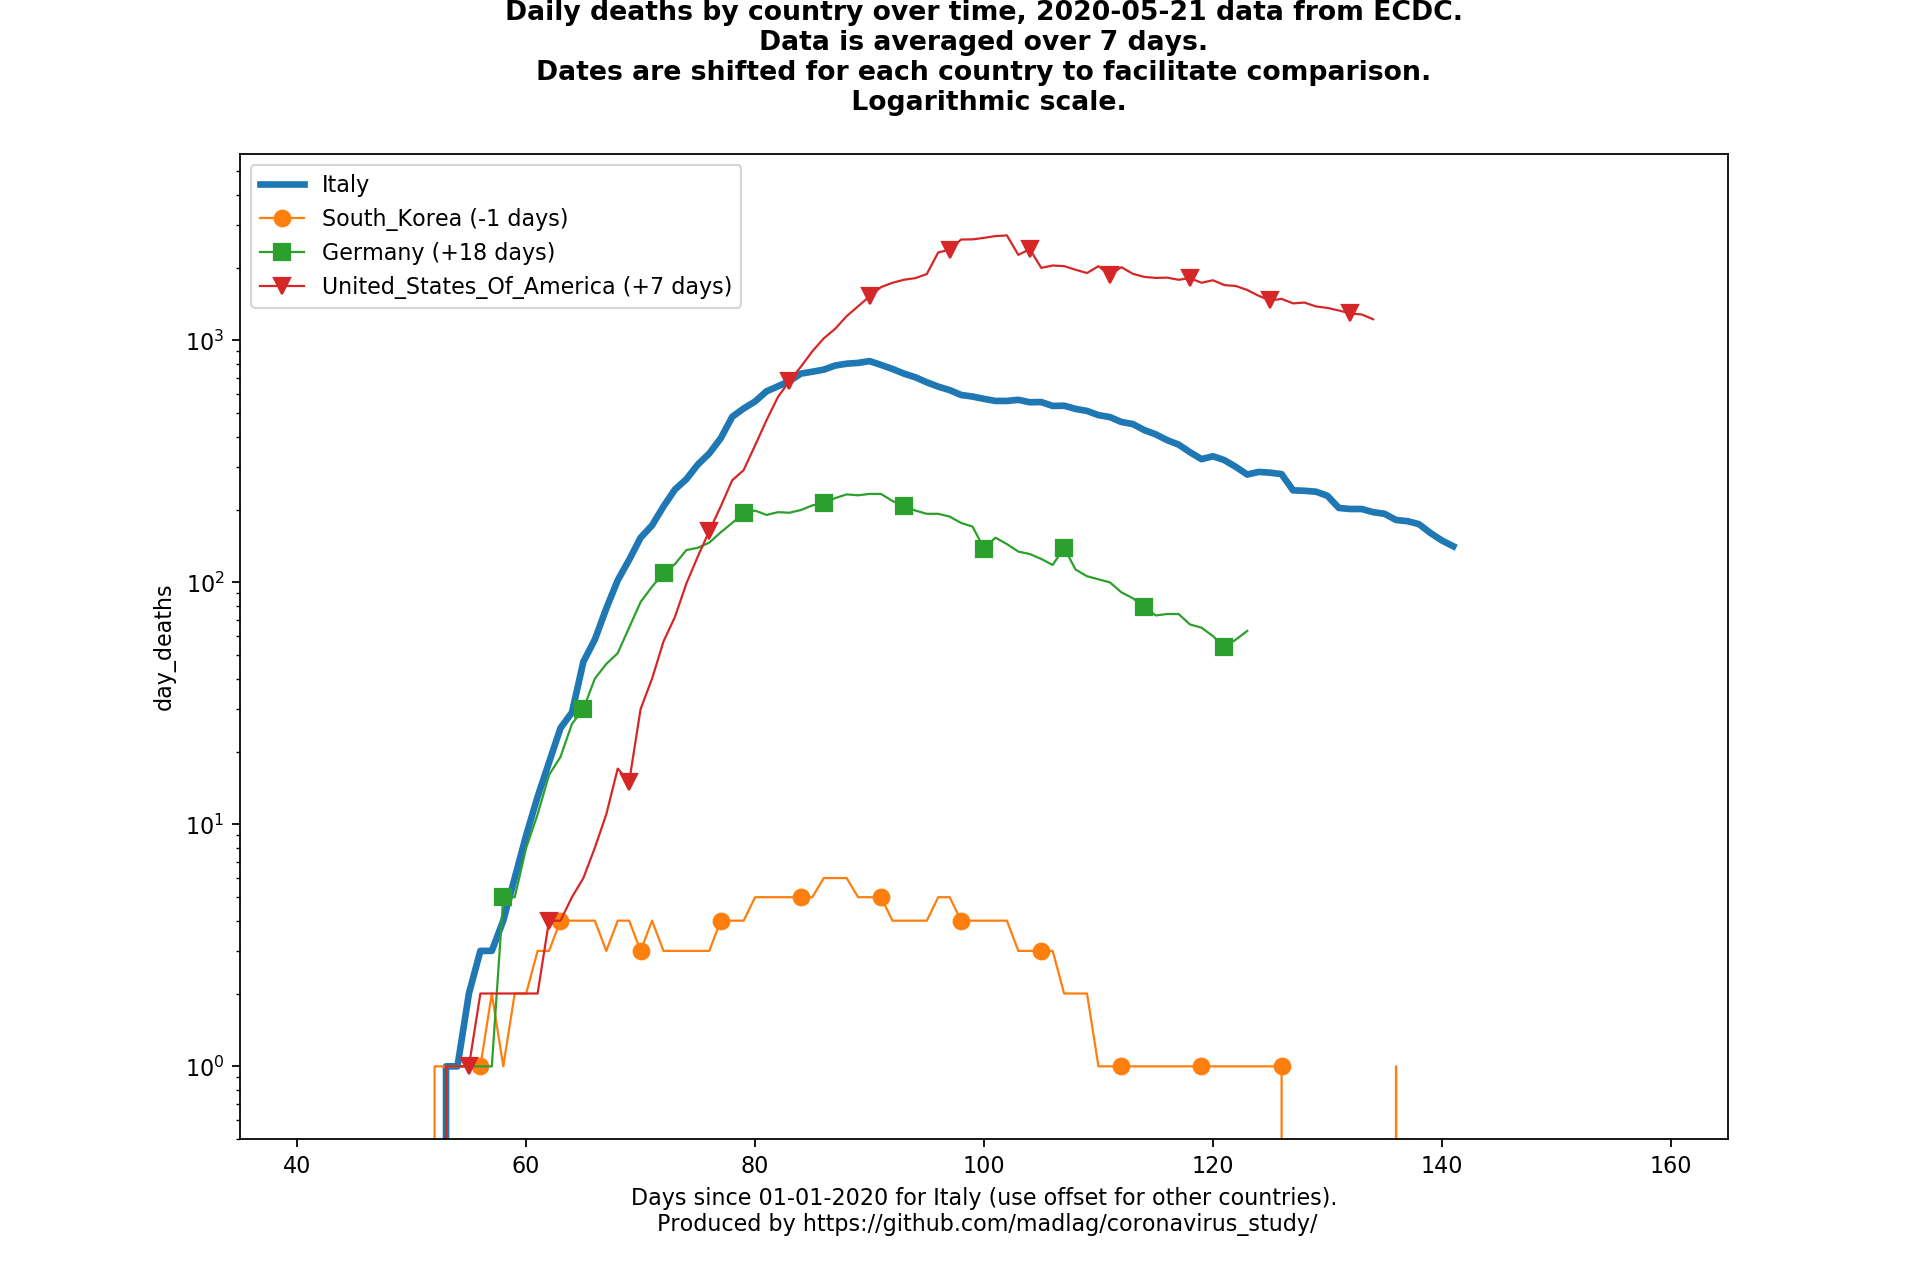 Daily deaths by country over time, 2020-05-21 data from ECDC.
Data is averaged over 7 days.
Dates are shifted for each country to facilitate comparison.
Logarithmic scale.
Italy
South_Korea (-1 days)
Germany (+18 days)
United_States_Of_America (+7 days)
10³
10²
10¹
10⁰
day_deaths
40 60 80 100 120 140 160
Days since 01-01-2020 for Italy (use offset for other countries).
Produced by https://github.com/madlag/coronavirus_study/